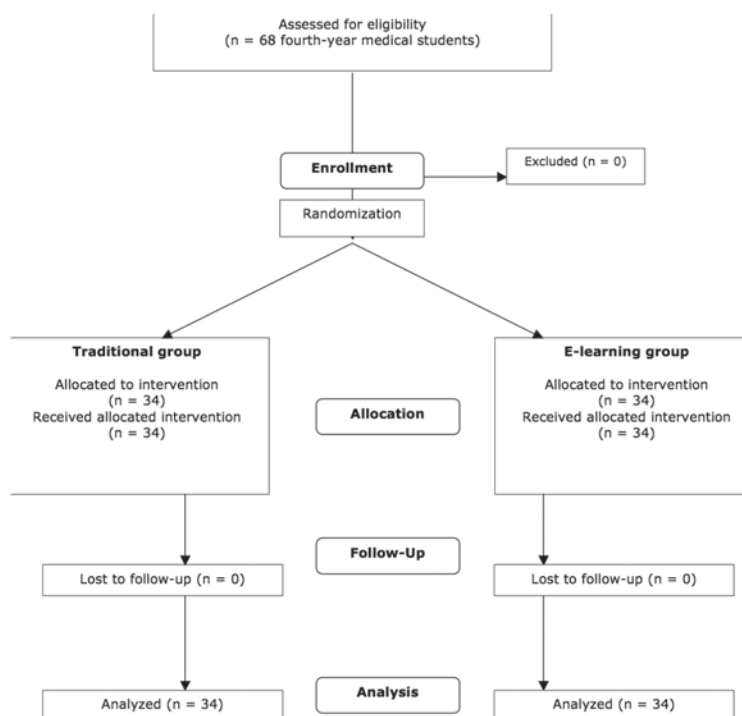 Assessed for eligibility
(n = 68 fourth-year medical students)
Enrollment
Excluded (n = 0)
Randomization
Traditional group
Allocated to intervention
(n = 34)
Received allocated intervention
(n = 34)
E-learning group
Allocated to intervention
(n = 34)
Received allocated intervention
(n = 34)
Allocation
Follow-Up
Lost to follow-up (n = 0)
Lost to follow-up (n = 0)
Analysis
Analyzed (n = 34)
Analyzed (n = 34)